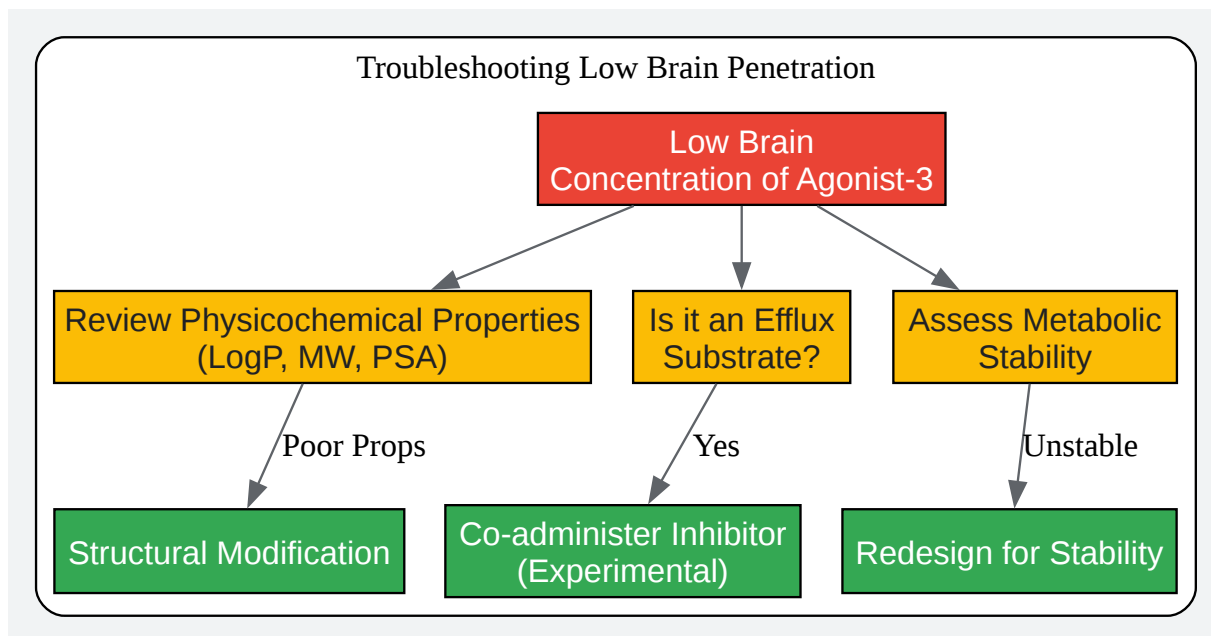 Troubleshooting Low Brain Penetration
Low Brain
Concentration of Agonist-3
Review Physicochemical Properties
(LogP, MW, PSA)
Is it an Efflux
Substrate?
Assess Metabolic
Stability
Poor Props
Yes
Unstable
Structural Modification
Co-administer Inhibitor
(Experimental)
Redesign for Stability